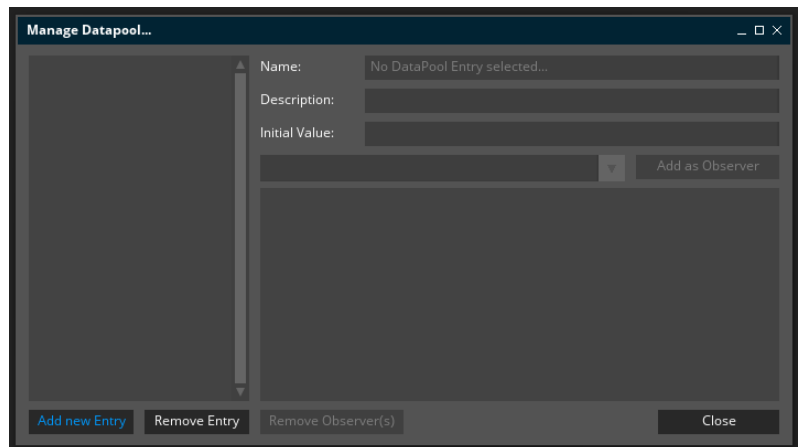 Manage Datapool...
Name: No DataPool Entry selected...
Description:
Initial Value:
Add as Observer
Add new Entry Remove Entry Remove Observer(s) Close